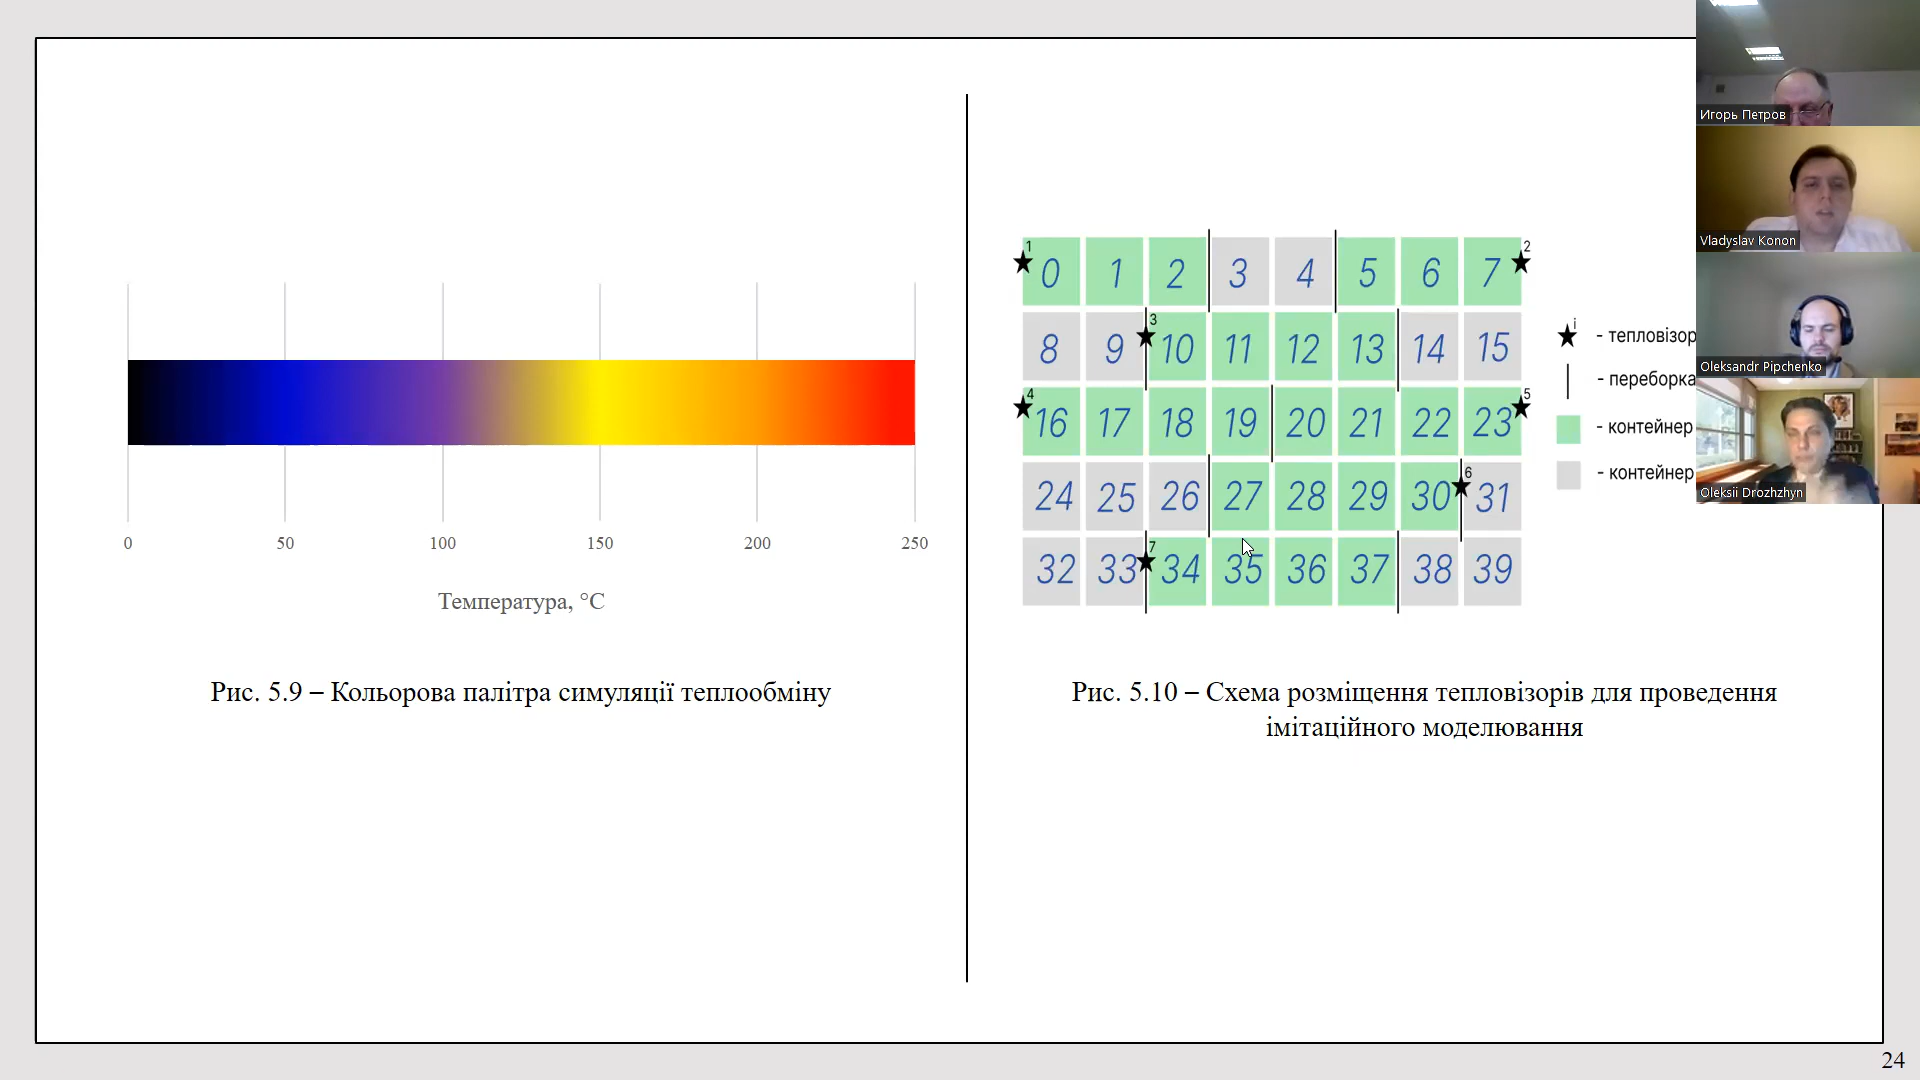 0 50 100 150 200 250
Температура, °C
Рис. 5.9 – Кольорова палітра симуляції теплообміну
1 2
0 1 2 3 4 5 6 7
3
8 9 10 11 12 13 14 15
4 5
16 17 18 19 20 21 22 23
6
24 25 26 27 28 29 30 31
7
32 33 34 35 36 37 38 39
i
- тепловізор
- переборка
- контейнер
- контейнер
Рис. 5.10 – Схема розміщення тепловізорів для проведення
імітаційного моделювання
Игорь Петров
Vladyslav Konon
Oleksandr Pipchenko
Oleksii Drozhzhyn
24